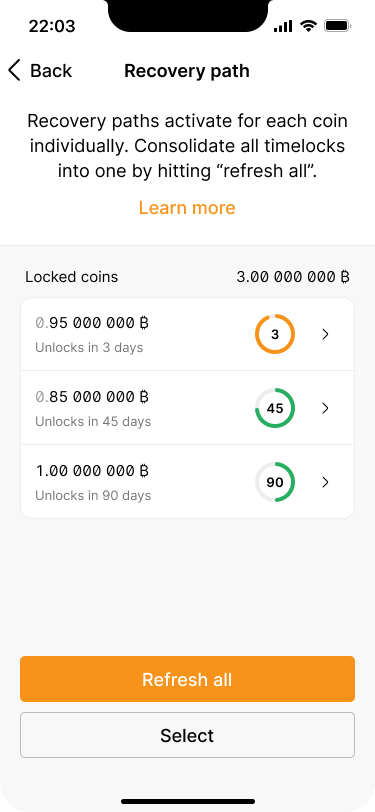 22:03
Back
Recovery path
Recovery paths activate for each coin
individually. Consolidate all timelocks
into one by hitting “refresh all”.
Learn more
Locked coins 3.00 000 000 ₿
0.95 000 000 ₿
Unlocks in 3 days
3
0.85 000 000 ₿
Unlocks in 45 days
45
1.00 000 000 ₿
Unlocks in 90 days
90
Refresh all
Select